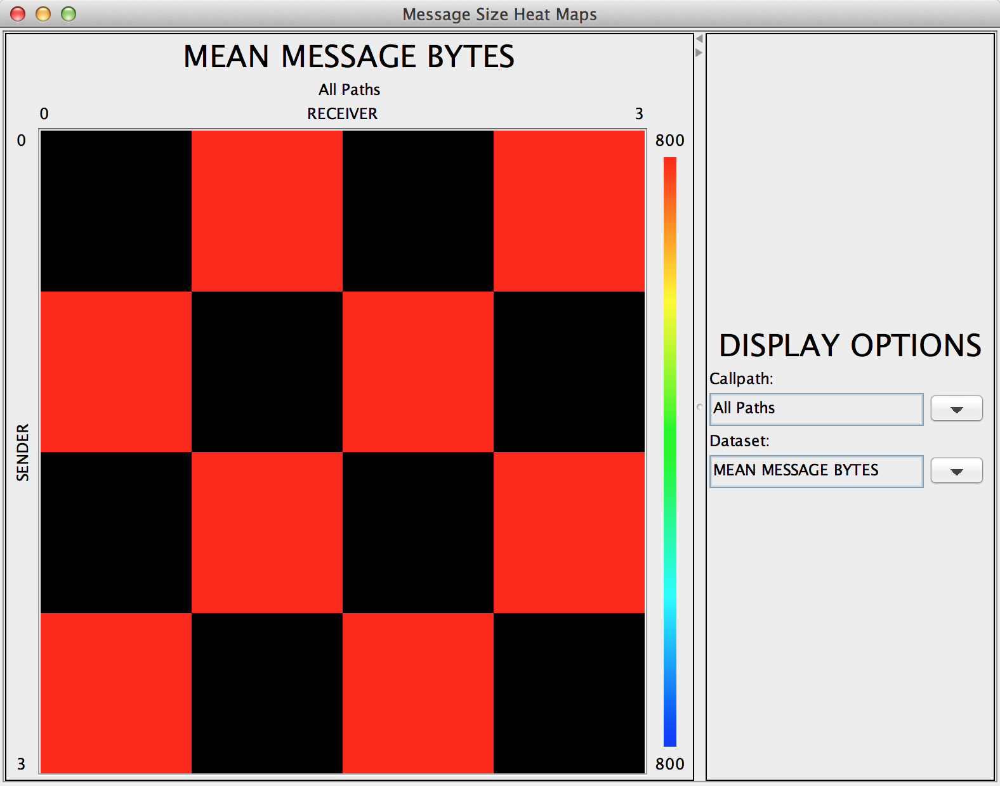 Message Size Heat Maps
MEAN MESSAGE BYTES
All Paths
0 RECEIVER 3
0
800
SENDER
3
800
DISPLAY OPTIONS
Callpath:
All Paths
Dataset:
MEAN MESSAGE BYTES